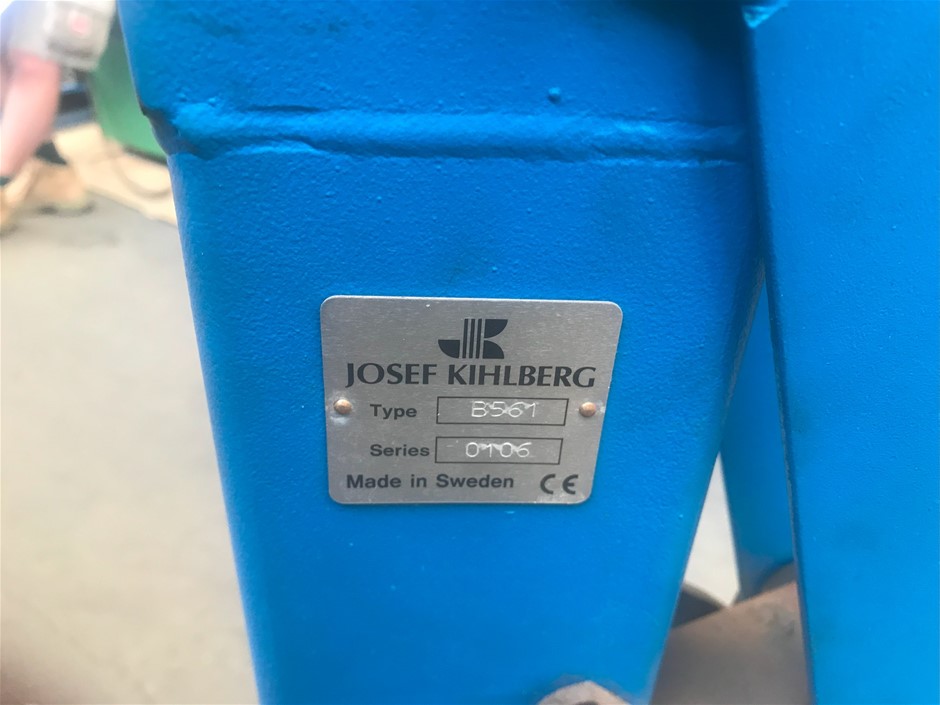 JOSEF KIHLBERG
Type B561
Series 0106
Made in Sweden CE